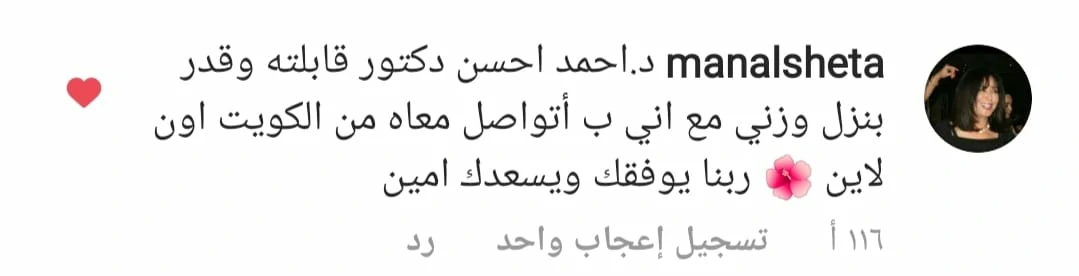 manalsheta د.احمد احسن دكتور قابلته وقدر
بنزل وزني مع اني ب أتواصل معاه من الكويت اون
لاين 🌺 ربنا يوفقك ويسعدك امين
١١٦ أ تسجيل إعجاب واحد رد